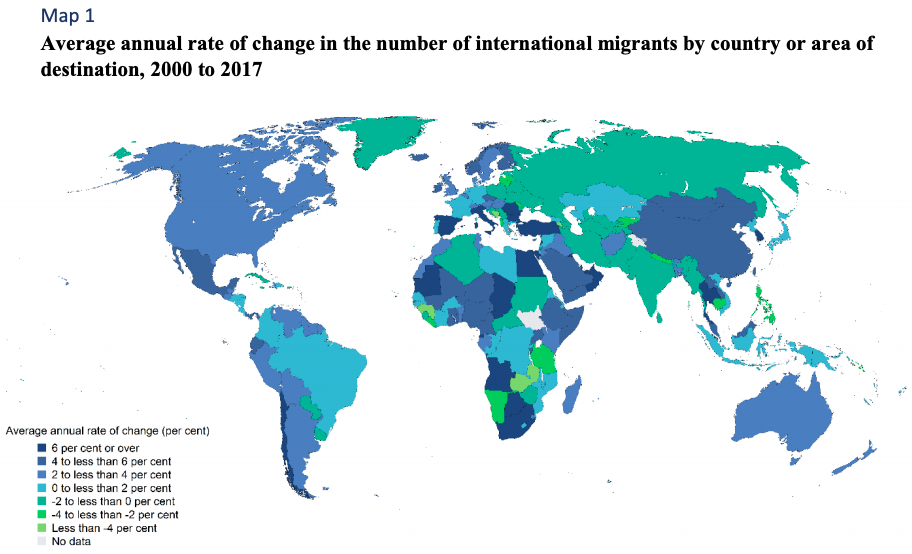 Map 1
Average annual rate of change in the number of international migrants by country or area of
destination, 2000 to 2017
Average annual rate of change (per cent)
6 per cent or over
4 to less than 6 per cent
2 to less than 4 per cent
0 to less than 2 per cent
-2 to less than 0 per cent
-4 to less than -2 per cent
Less than -4 per cent
No data